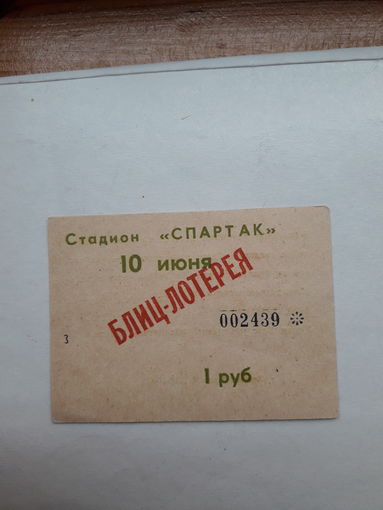 Стадион «СПАРТАК»
10 июня
БЛИЦ-ЛОТЕРЕЯ
002439 ※
3
1 руб